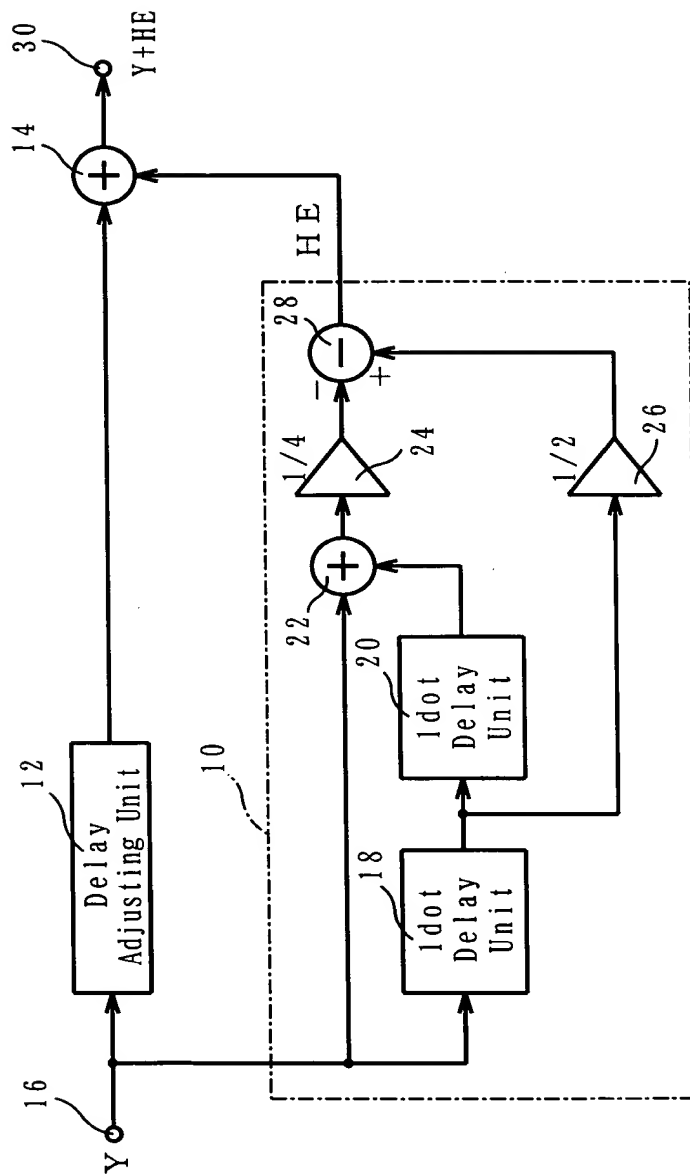 16
Y
12
Delay
Adjusting Unit
14
30
Y+HE
HE
10
18
1dot
Delay
Unit
20
1dot
Delay
Unit
22
+
1/4
24
−
28
−
+
1/2
26
+